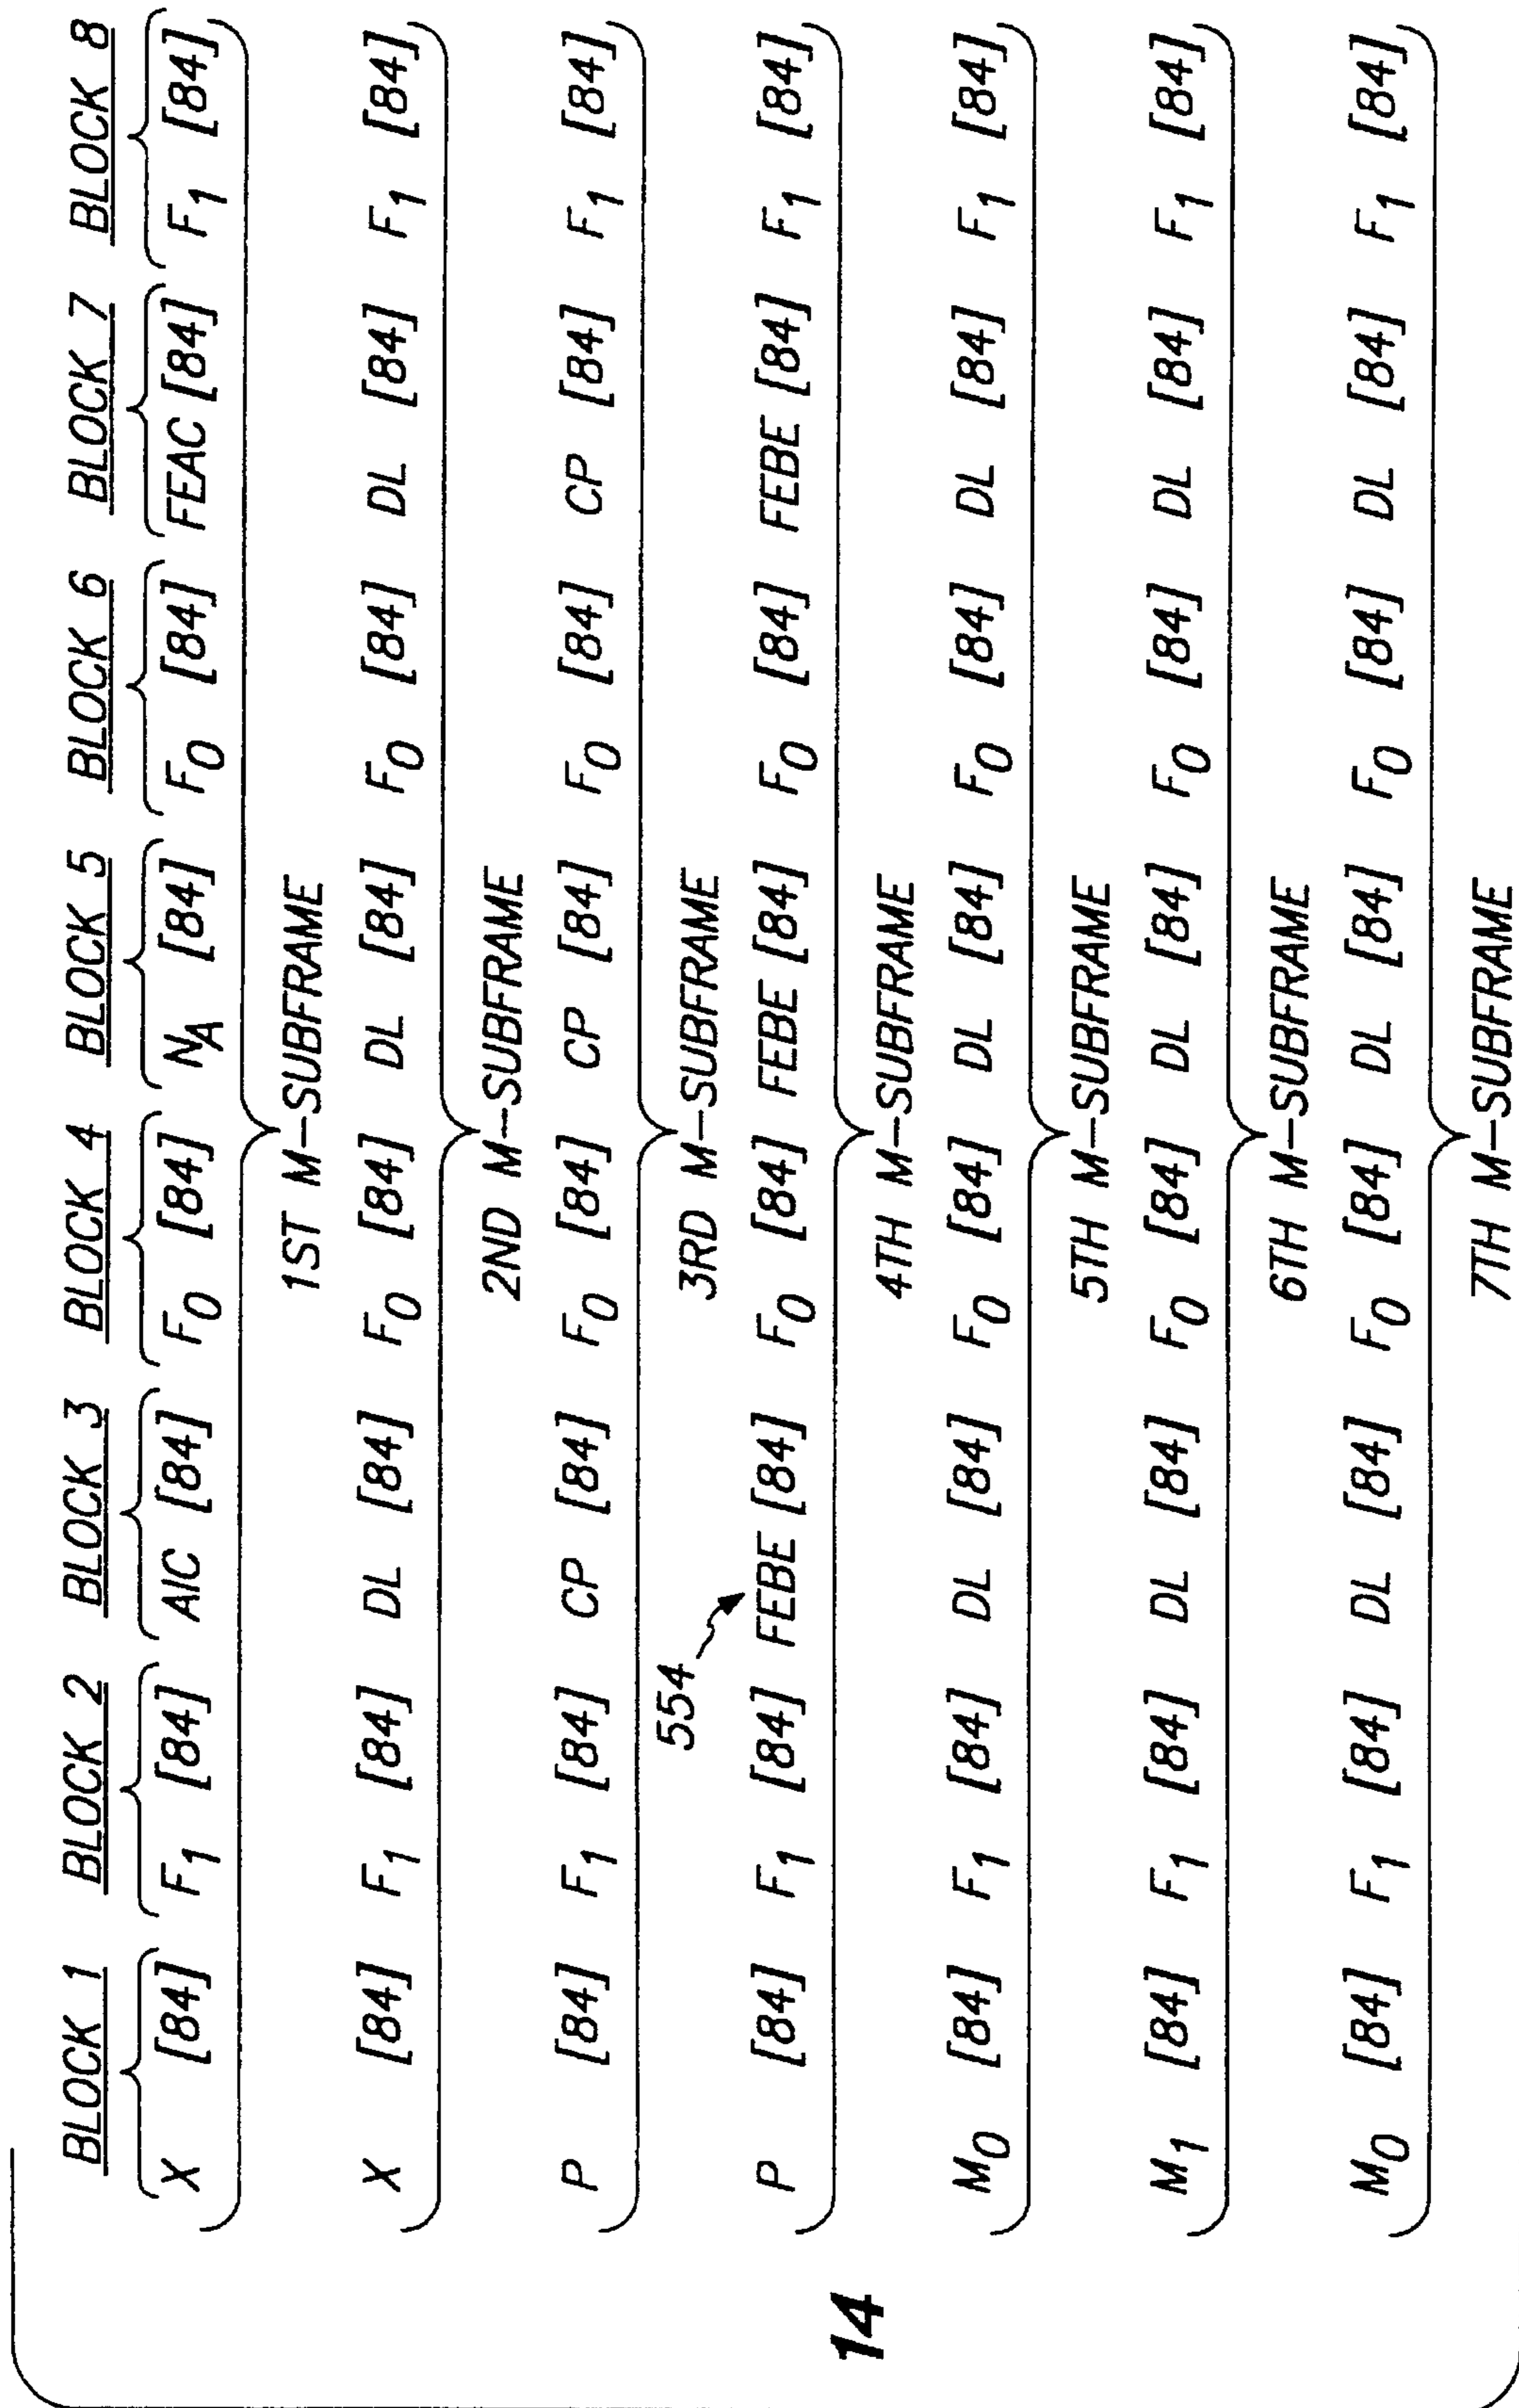 BLOCK 1 BLOCK 2 BLOCK 3 BLOCK 4 BLOCK 5 BLOCK 6 BLOCK 7 BLOCK 8
X [84] F1 [84] AIC [84] F0 [84] NA [84] F0 [84] FEAC [84] F1 [84]
1ST M-SUBFRAME
X [84] F1 [84] DL [84] F0 [84] DL [84] F0 [84] DL [84] F1 [84]
2ND M-SUBFRAME
P [84] F1 [84] CP [84] F0 [84] CP [84] F0 [84] CP [84] F1 [84]
3RD M-SUBFRAME
554
P [84] F1 [84] FEBE [84] F0 [84] FEBE [84] F0 [84] FEBE [84] F1 [84]
4TH M-SUBFRAME
14
M0 [84] F1 [84] DL [84] F0 [84] DL [84] F0 [84] DL [84] F1 [84]
5TH M-SUBFRAME
M1 [84] F1 [84] DL [84] F0 [84] DL [84] F0 [84] DL [84] F1 [84]
6TH M-SUBFRAME
M0 [84] F1 [84] DL [84] F0 [84] DL [84] F0 [84] DL [84] F1 [84]
7TH M-SUBFRAME